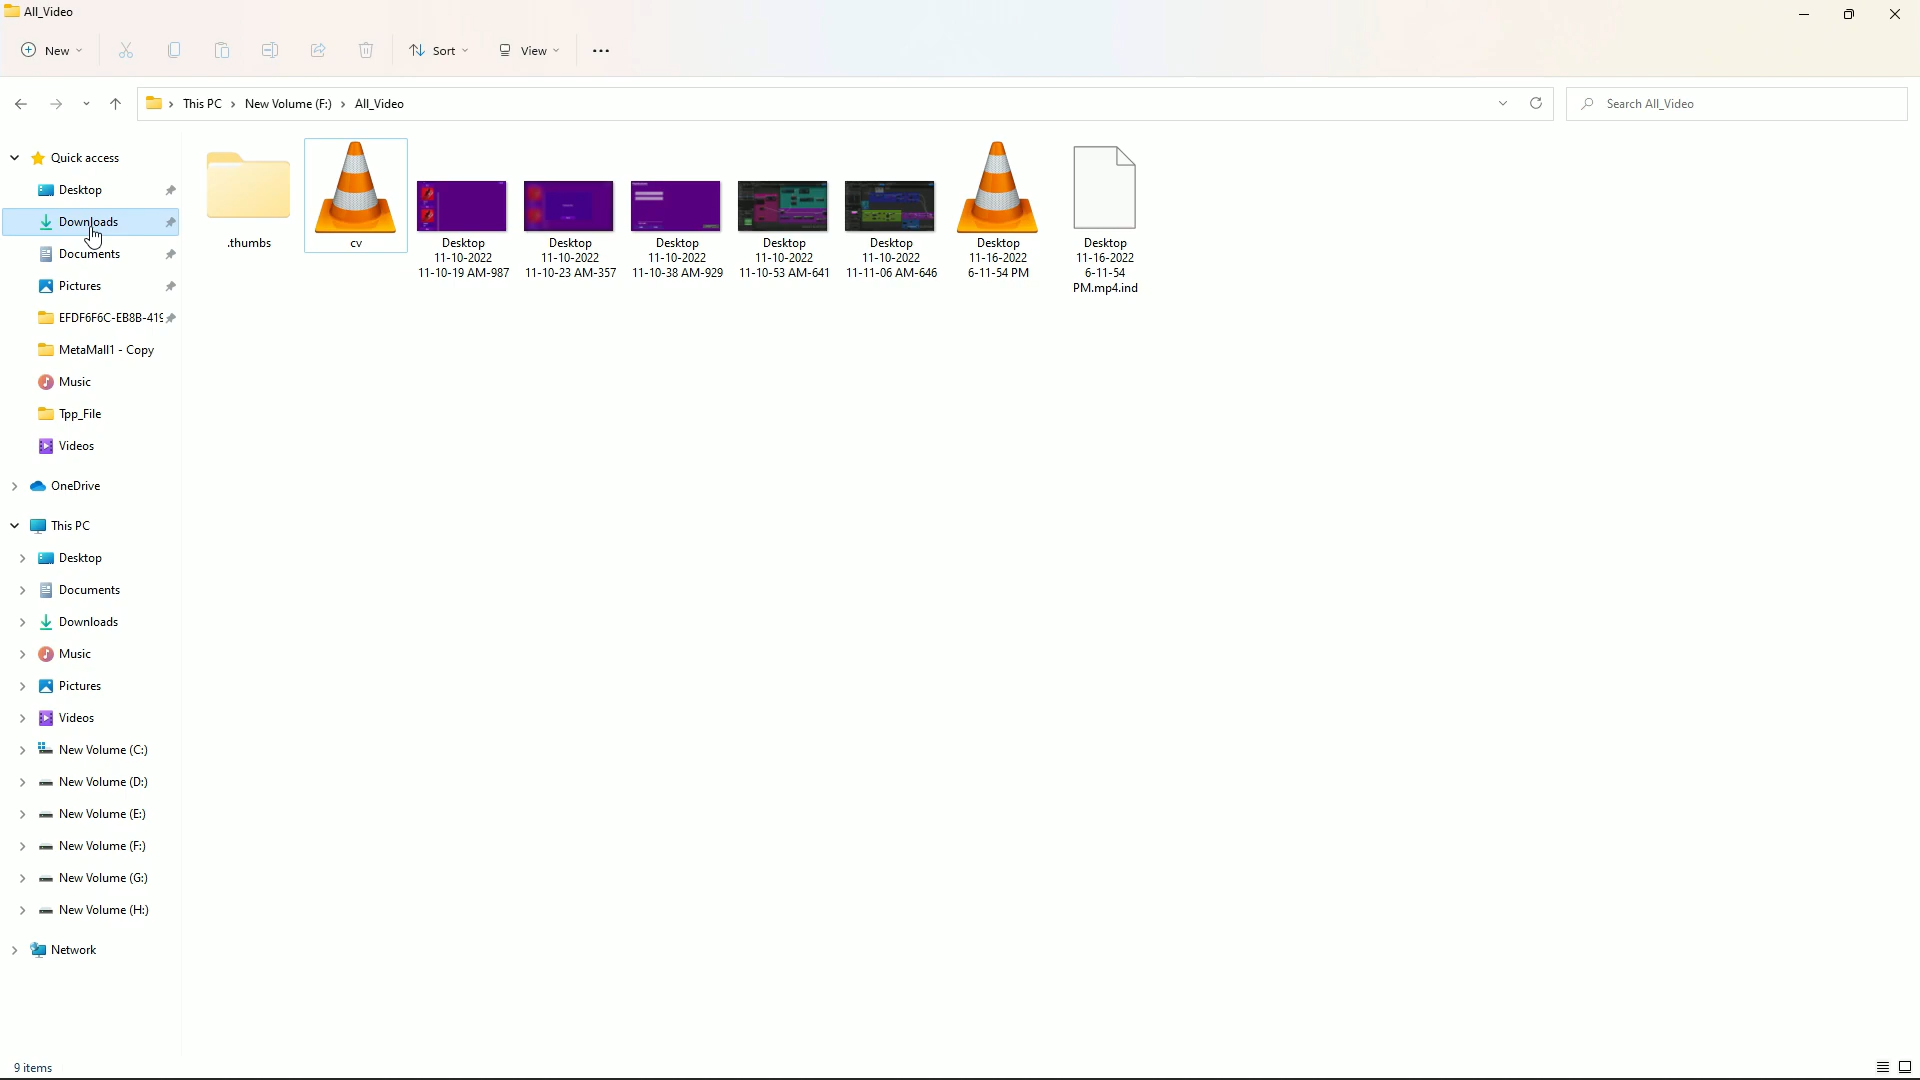 All_Video
New
Sort
View
This PC
New Volume (F:)
All_Video
Search All_Video
Quick access
Desktop
Downloads
Documents
Pictures
EFDF6F6C-EB8B-419
MetaMall1 - Copy
Music
Tpp_File
Videos
OneDrive
This PC
Desktop
Documents
Downloads
Music
Pictures
Videos
New Volume (C:)
New Volume (D:)
New Volume (E:)
New Volume (F:)
New Volume (G:)
New Volume (H:)
Network
.thumbs
cv
Desktop
11-10-2022
11-10-19 AM-987
Desktop
11-10-2022
11-10-23 AM-357
Desktop
11-10-2022
11-10-38 AM-929
Desktop
11-10-2022
11-10-53 AM-641
Desktop
11-10-2022
11-11-06 AM-646
Desktop
11-16-2022
6-11-54 PM
Desktop
11-16-2022
6-11-54
PM.mp4.ind
9 items